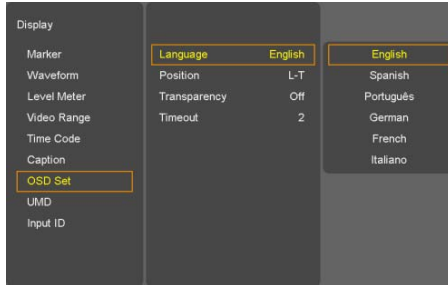 Display
Marker
Waveform
Level Meter
Video Range
Time Code
Caption
OSD Set
UMD
Input ID
Language English
Position L-T
Transparency Off
Timeout 2
English
Spanish
Português
German
French
Italiano